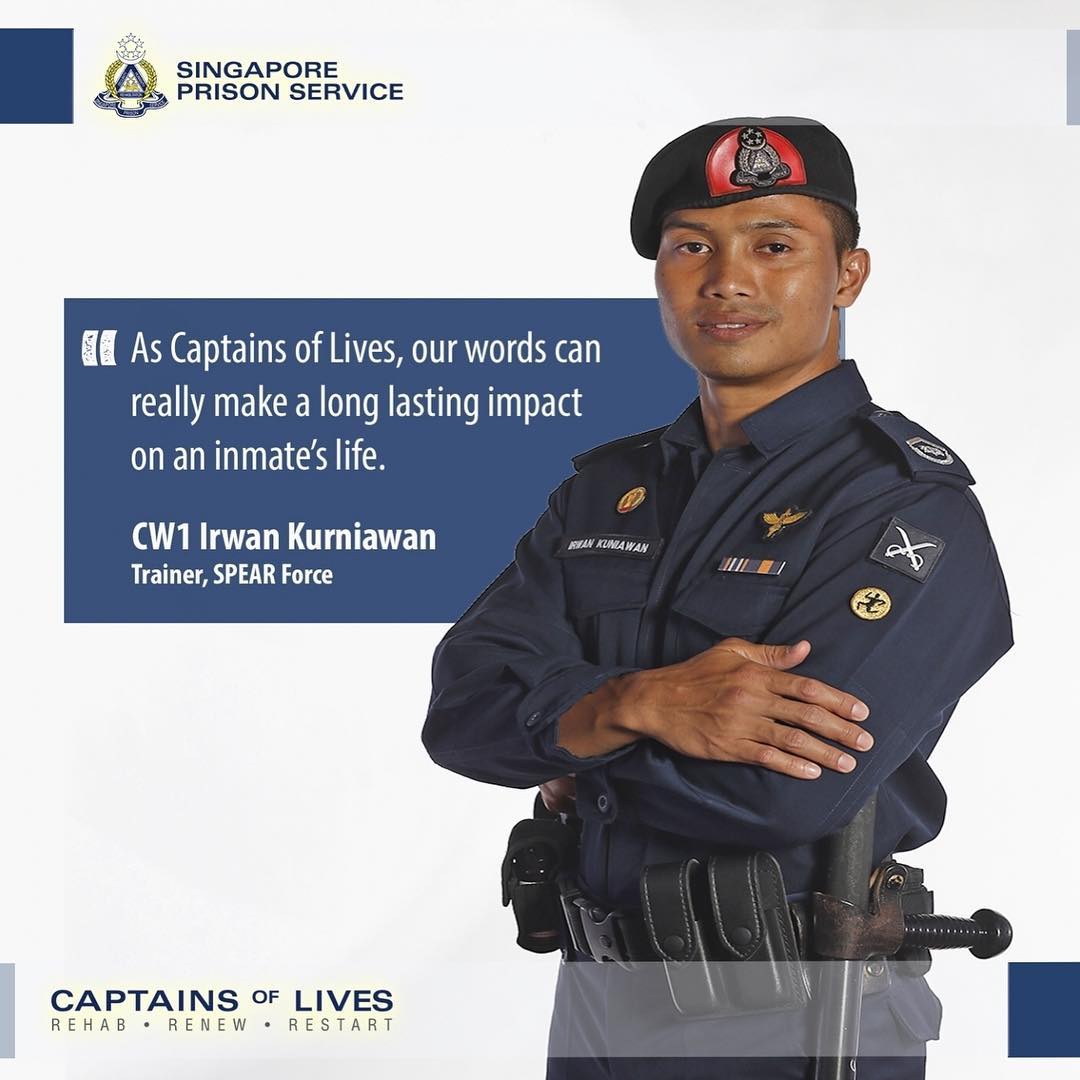 SINGAPORE
PRISON SERVICE
As Captains of Lives, our words can
really make a long lasting impact
on an inmate's life.
CW1 Irwan Kurniawan
Trainer, SPEAR Force
IRWAN KUNIAWAN
CAPTAINS OF LIVES
REHAB • RENEW • RESTART